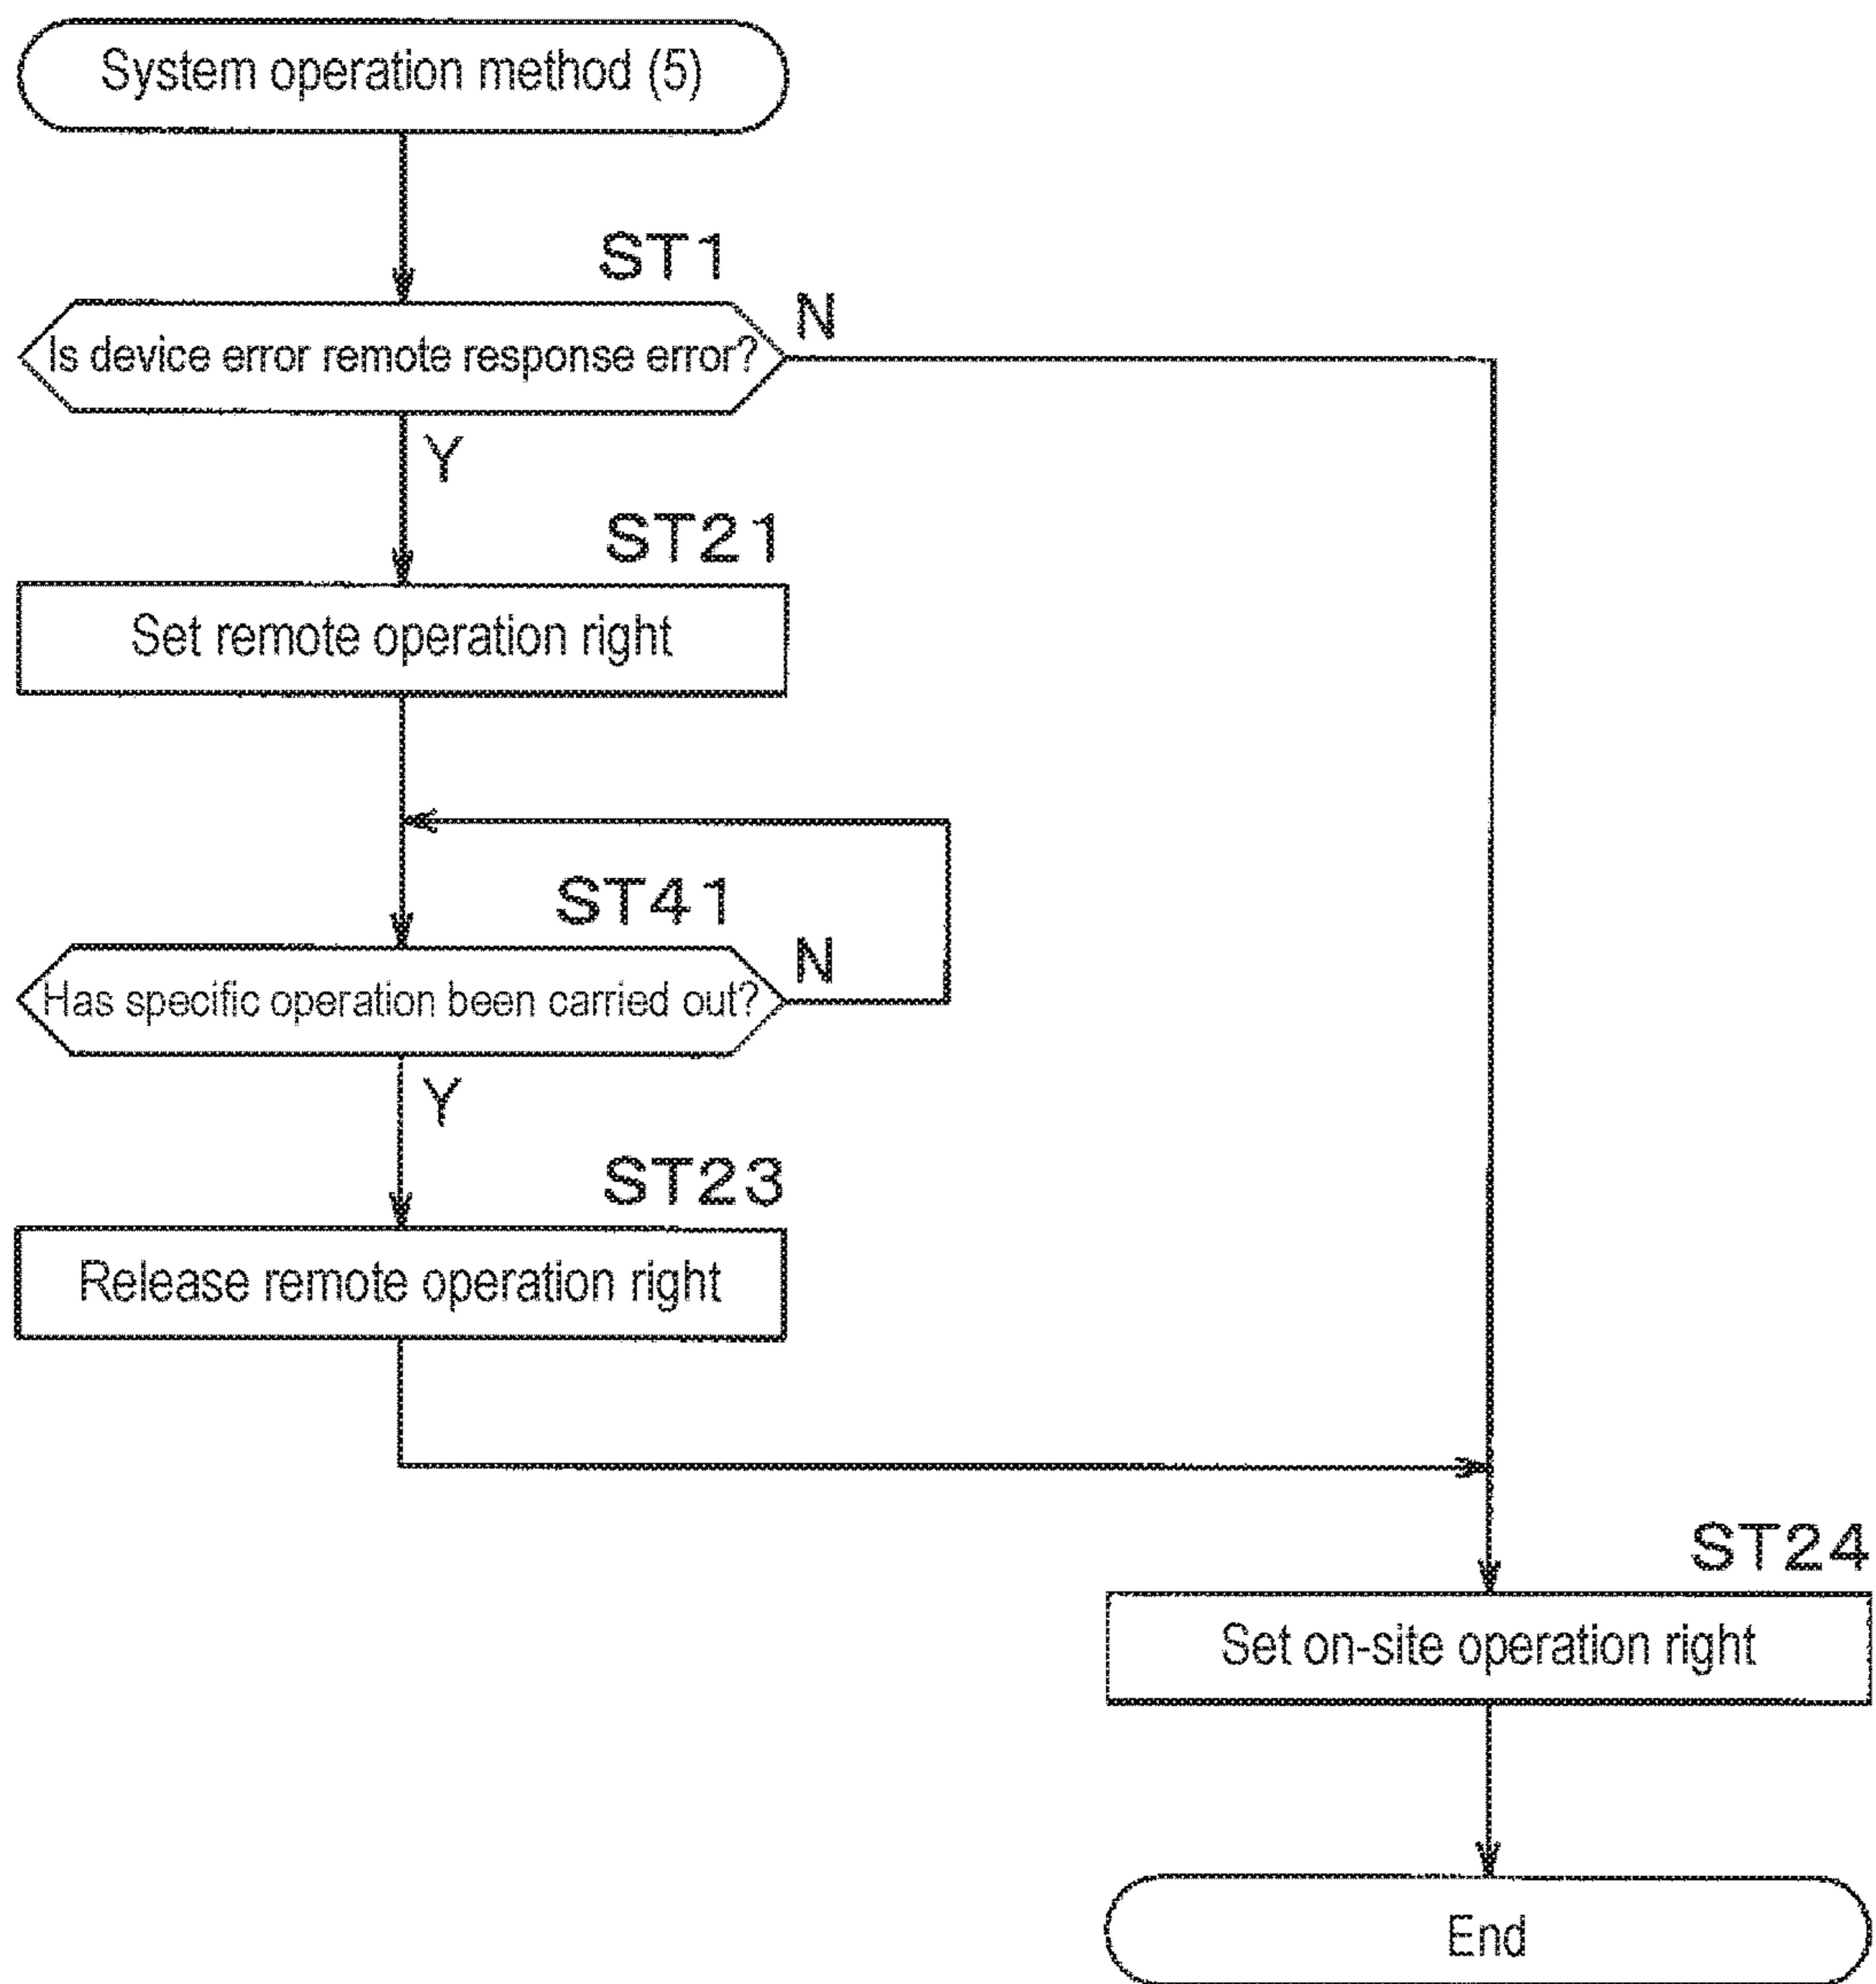 System operation method (5)
ST1
Is device error remote response error?
N
Y
ST21
Set remote operation right
ST41
Has specific operation been carried out?
N
Y
ST23
Release remote operation right
ST24
Set on-site operation right
End